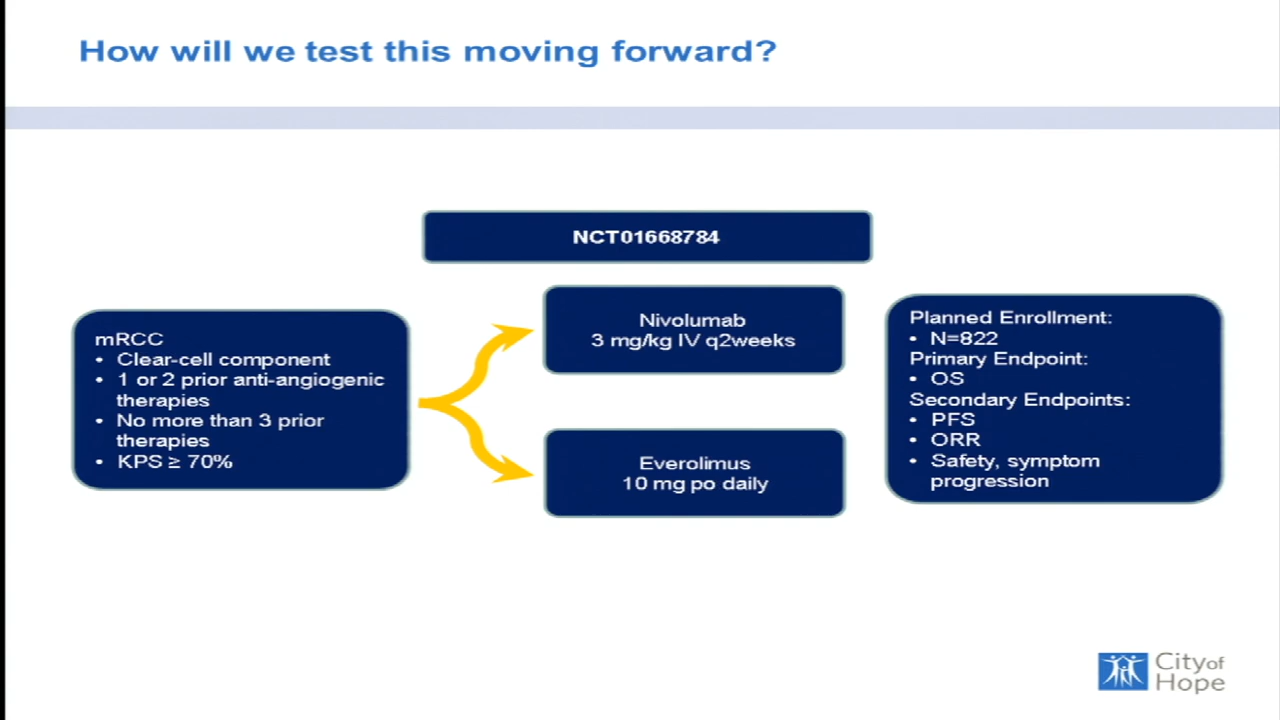 How will we test this moving forward?
NCT01668784
mRCC
• Clear-cell component
• 1 or 2 prior anti-angiogenic
therapies
• No more than 3 prior
therapies
• KPS ≥ 70%
Nivolumab
3 mg/kg IV q2weeks
Everolimus
10 mg po daily
Planned Enrollment:
• N=822
Primary Endpoint:
• OS
Secondary Endpoints:
• PFS
• ORR
• Safety, symptom
progression
City of
Hope